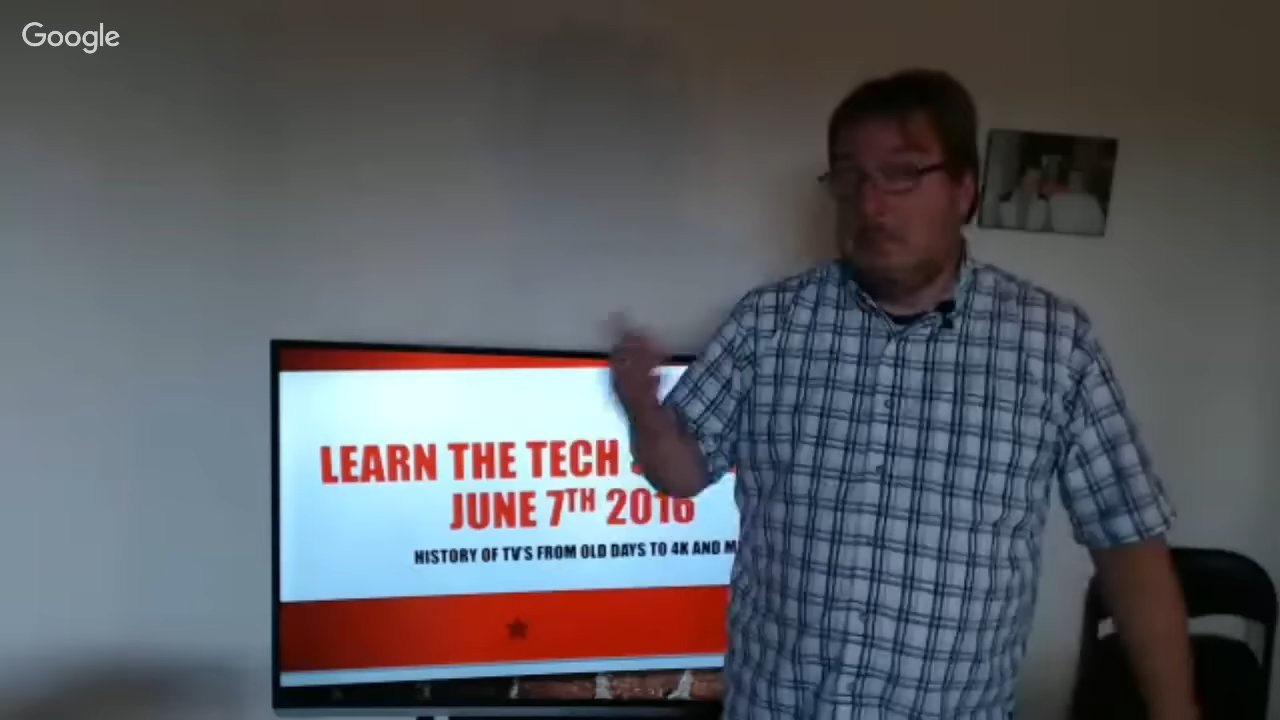 Google
LEARN THE TECH
JUNE 7TH 2016
HISTORY OF TV'S FROM OLD DAYS TO 4K AND